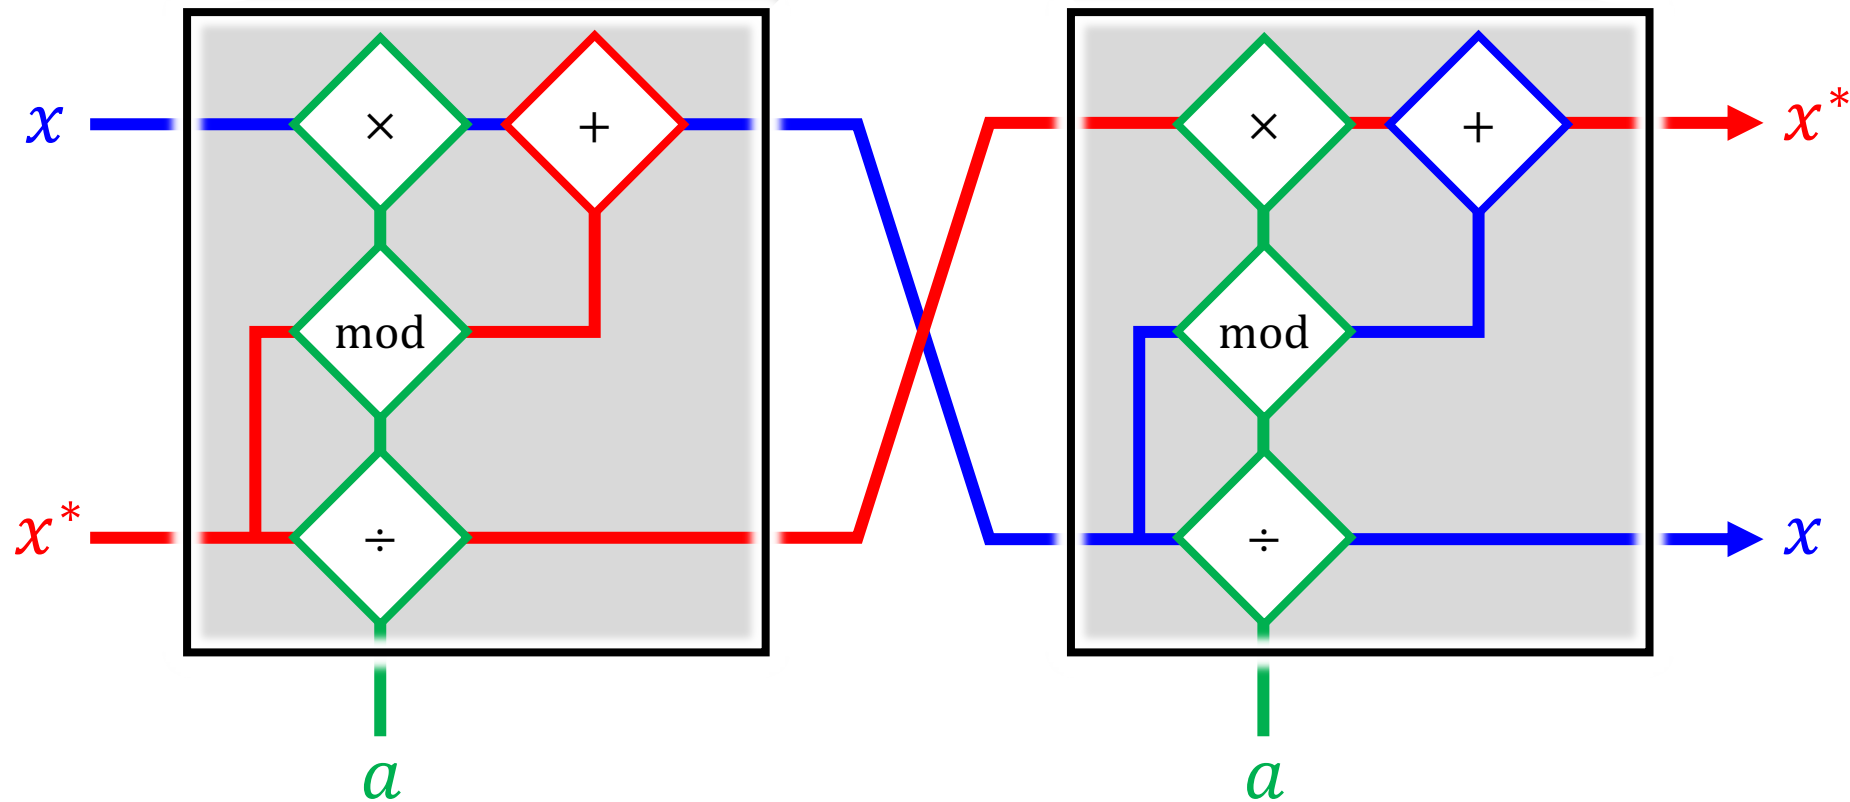 x × + × + x*
mod mod
x* ÷ ÷ x
a a